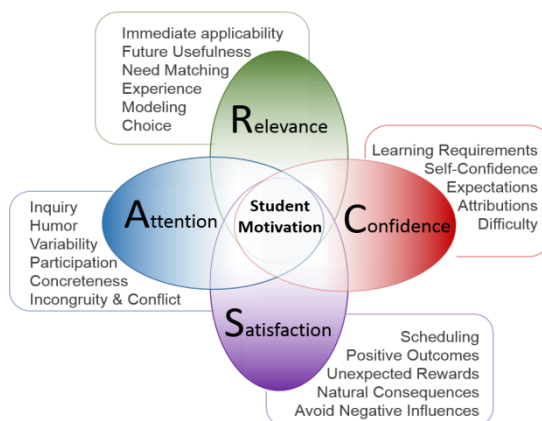 Immediate applicability
Future Usefulness
Need Matching
Experience
Modeling
Choice
Relevance
Learning Requirements
Self-Confidence
Expectations
Attributions
Difficulty
Inquiry
Humor
Variability
Participation
Concreteness
Incongruity & Conflict
Attention
Student
Motivation
Confidence
Satisfaction
Scheduling
Positive Outcomes
Unexpected Rewards
Natural Consequences
Avoid Negative Influences